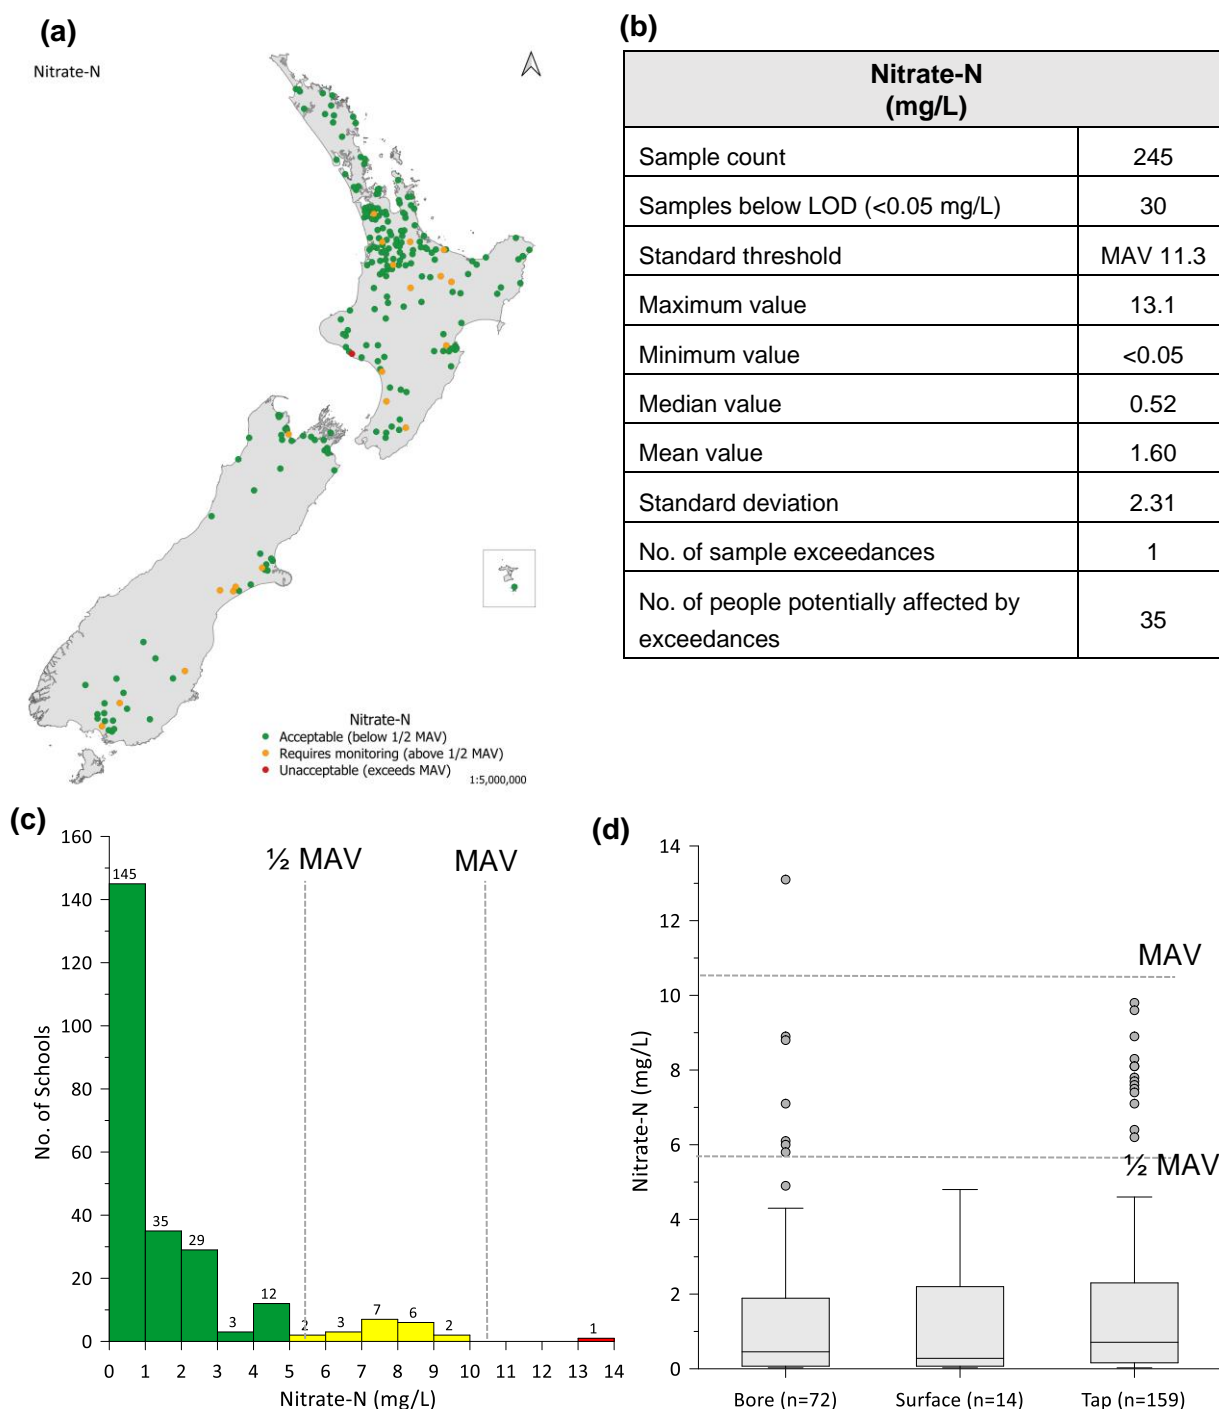 (a)
Nitrate-N
Nitrate-N
Acceptable (below 1/2 MAV)
Requires monitoring (above 1/2 MAV)
Unacceptable (exceeds MAV)
1:5,000,000
(b)
Nitrate-N
(mg/L)
Sample count 245
Samples below LOD (<0.05 mg/L) 30
Standard threshold MAV 11.3
Maximum value 13.1
Minimum value <0.05
Median value 0.52
Mean value 1.60
Standard deviation 2.31
No. of sample exceedances 1
No. of people potentially affected by
exceedances 35
(c)
160
140
120
100
80
60
40
20
0
No. of Schools
½ MAV
MAV
145
35
29
3
12
2
3
7
6
2
1
0 1 2 3 4 5 6 7 8 9 10 11 12 13 14
Nitrate-N (mg/L)
(d)
14
12
10
8
6
4
2
0
Nitrate-N (mg/L)
MAV
½ MAV
Bore (n=72) Surface (n=14) Tap (n=159)